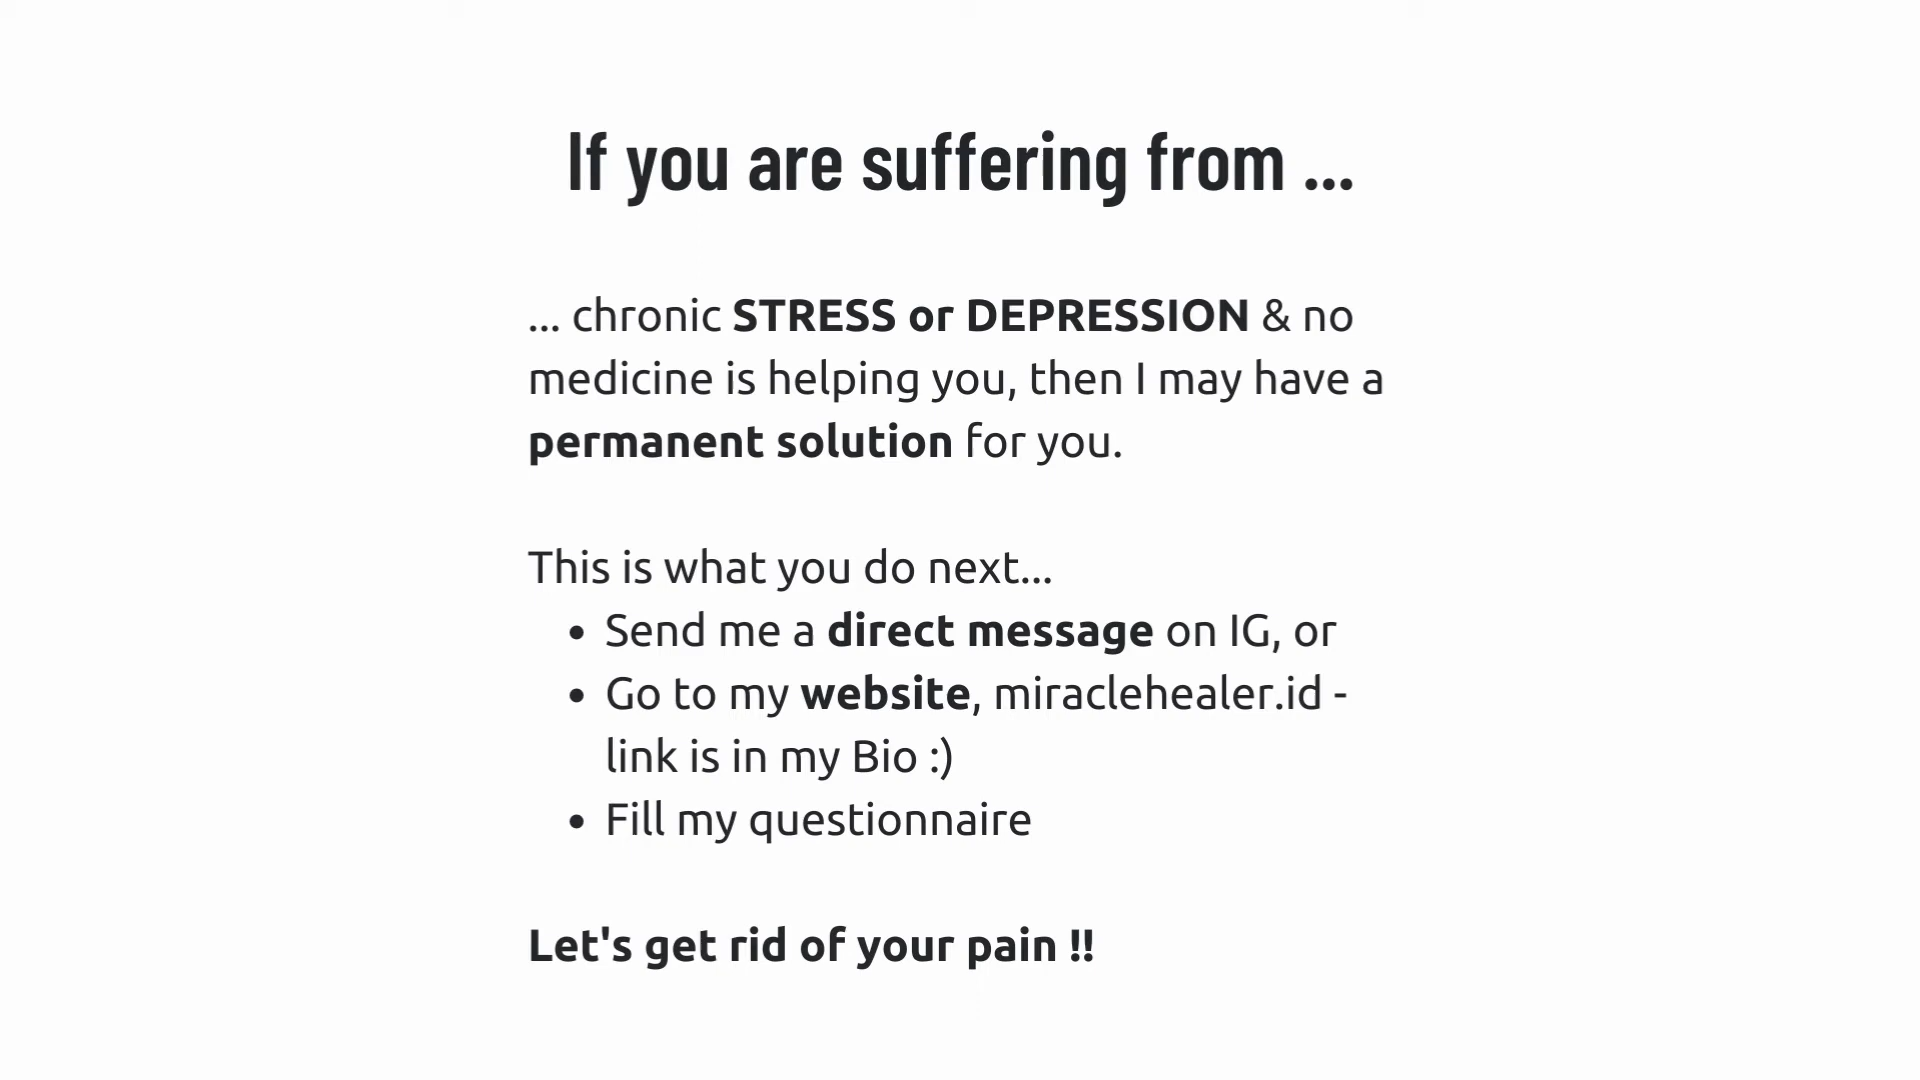 If you are suffering from ...
... chronic STRESS or DEPRESSION & no
medicine is helping you, then I may have a
permanent solution for you.
This is what you do next...
• Send me a direct message on IG, or
• Go to my website, miraclehealer.id -
link is in my Bio :)
• Fill my questionnaire
Let's get rid of your pain !!